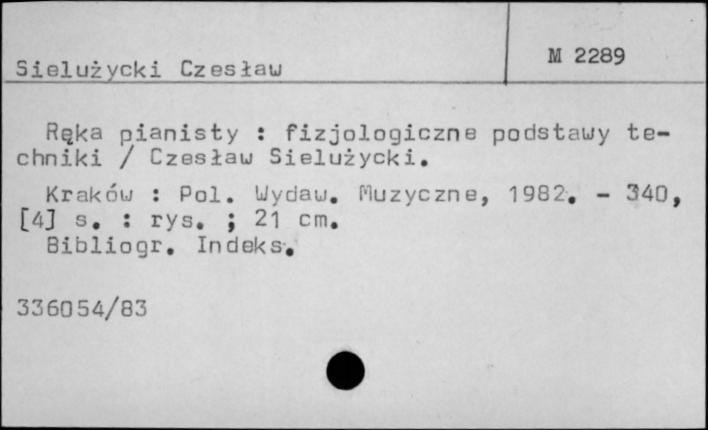 M 2289
Sielużycki Czesław
Ręka pianisty : fizjologiczne podstawy te-
chniki / Czesław Sielużycki.
Kraków : Pol. Wydaw. Muzyczne, 1982. - 340,
[4] s. : rys. ; 21 cm.
Bibliogr. Indeks.
336054/83